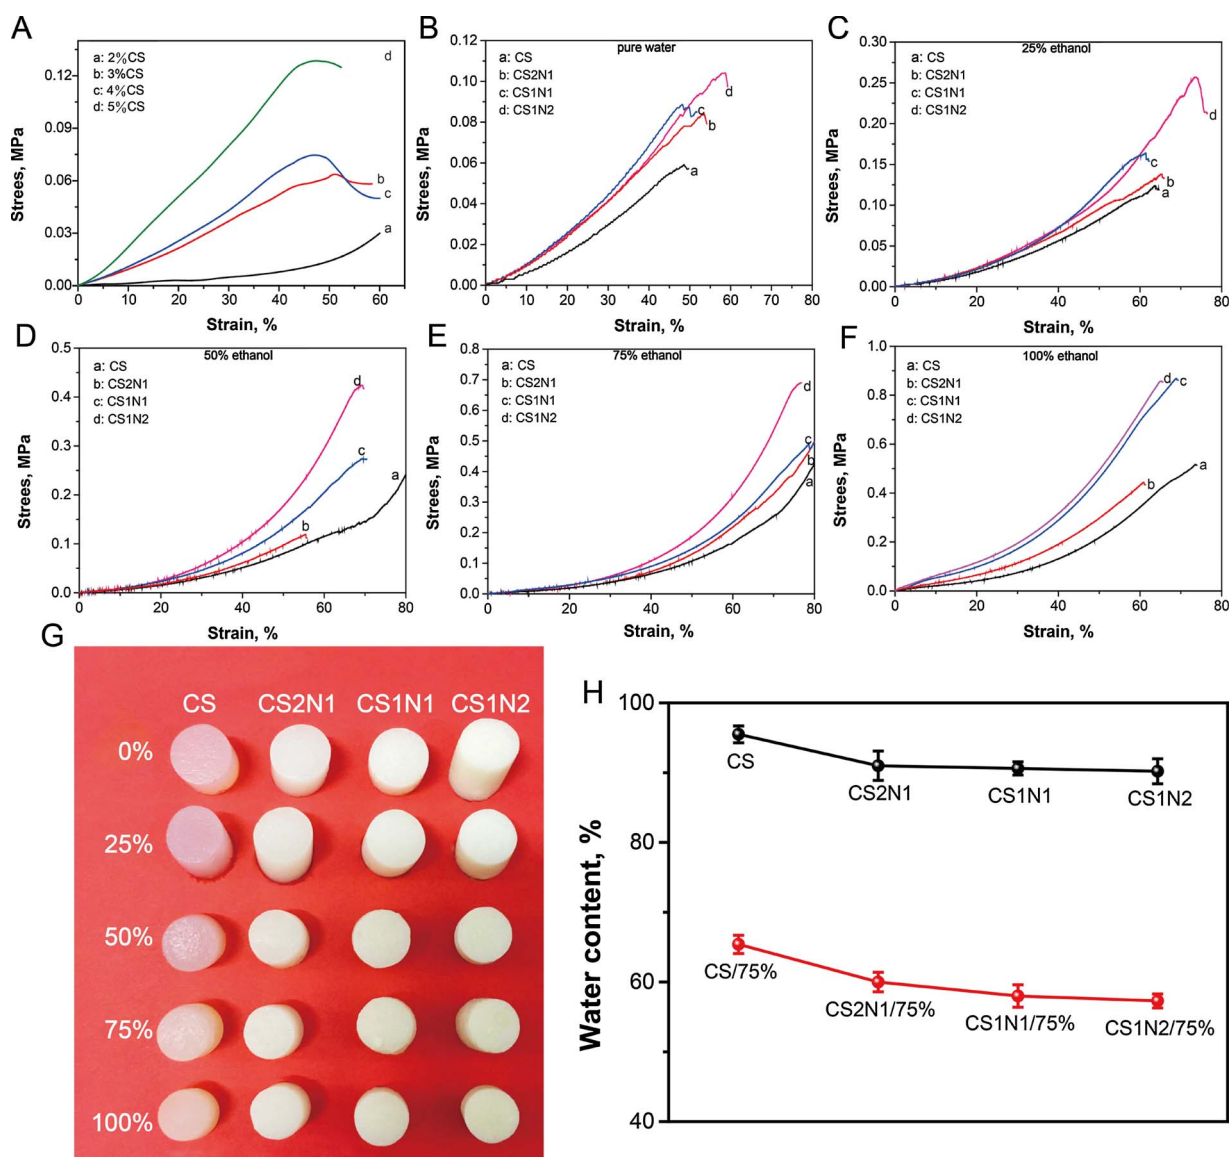 A
a: 2%CS
b: 3%CS
c: 4%CS
d: 5%CS
d
b
c
a
0.12
0.09
0.06
0.03
0.00
Strees, MPa
0 10 20 30 40 50 60
Strain, %
B
pure water
a: CS
b: CS2N1
c: CS1N1
d: CS1N2
d
c
b
a
0.12
0.10
0.08
0.06
0.04
0.02
0.00
Strees, MPa
0 10 20 30 40 50 60 70 80
Strain, %
C
25% ethanol
a: CS
b: CS2N1
c: CS1N1
d: CS1N2
d
c
b
a
0.30
0.25
0.20
0.15
0.10
0.05
0.00
Strees, MPa
0 20 40 60 80
Strain, %
D
50% ethanol
a: CS
b: CS2N1
c: CS1N1
d: CS1N2
d
c
a
b
0.5
0.4
0.3
0.2
0.1
0.0
Strees, MPa
0 20 40 60 80
Strain, %
E
75% ethanol
a: CS
b: CS2N1
c: CS1N1
d: CS1N2
d
c
b
a
0.8
0.7
0.6
0.5
0.4
0.3
0.2
0.1
0.0
Strees, MPa
0 20 40 60 80
Strain, %
F
100% ethanol
a: CS
b: CS2N1
c: CS1N1
d: CS1N2
d
c
b
a
1.0
0.8
0.6
0.4
0.2
0.0
Strees, MPa
0 20 40 60 80
Strain, %
G
CS CS2N1 CS1N1 CS1N2
0%
25%
50%
75%
100%
H
100
80
60
40
Water content, %
CS
CS2N1
CS1N1
CS1N2
CS/75%
CS2N1/75%
CS1N1/75%
CS1N2/75%